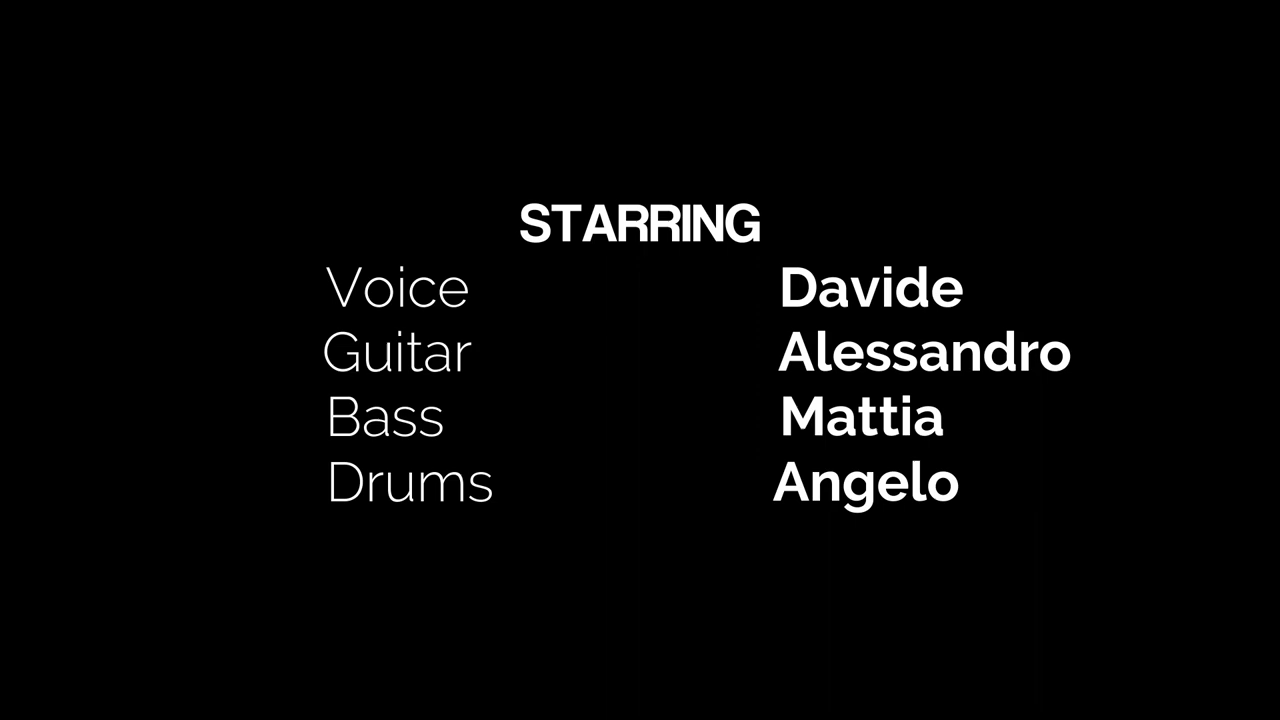 STARRING
Voice Davide
Guitar Alessandro
Bass Mattia
Drums Angelo